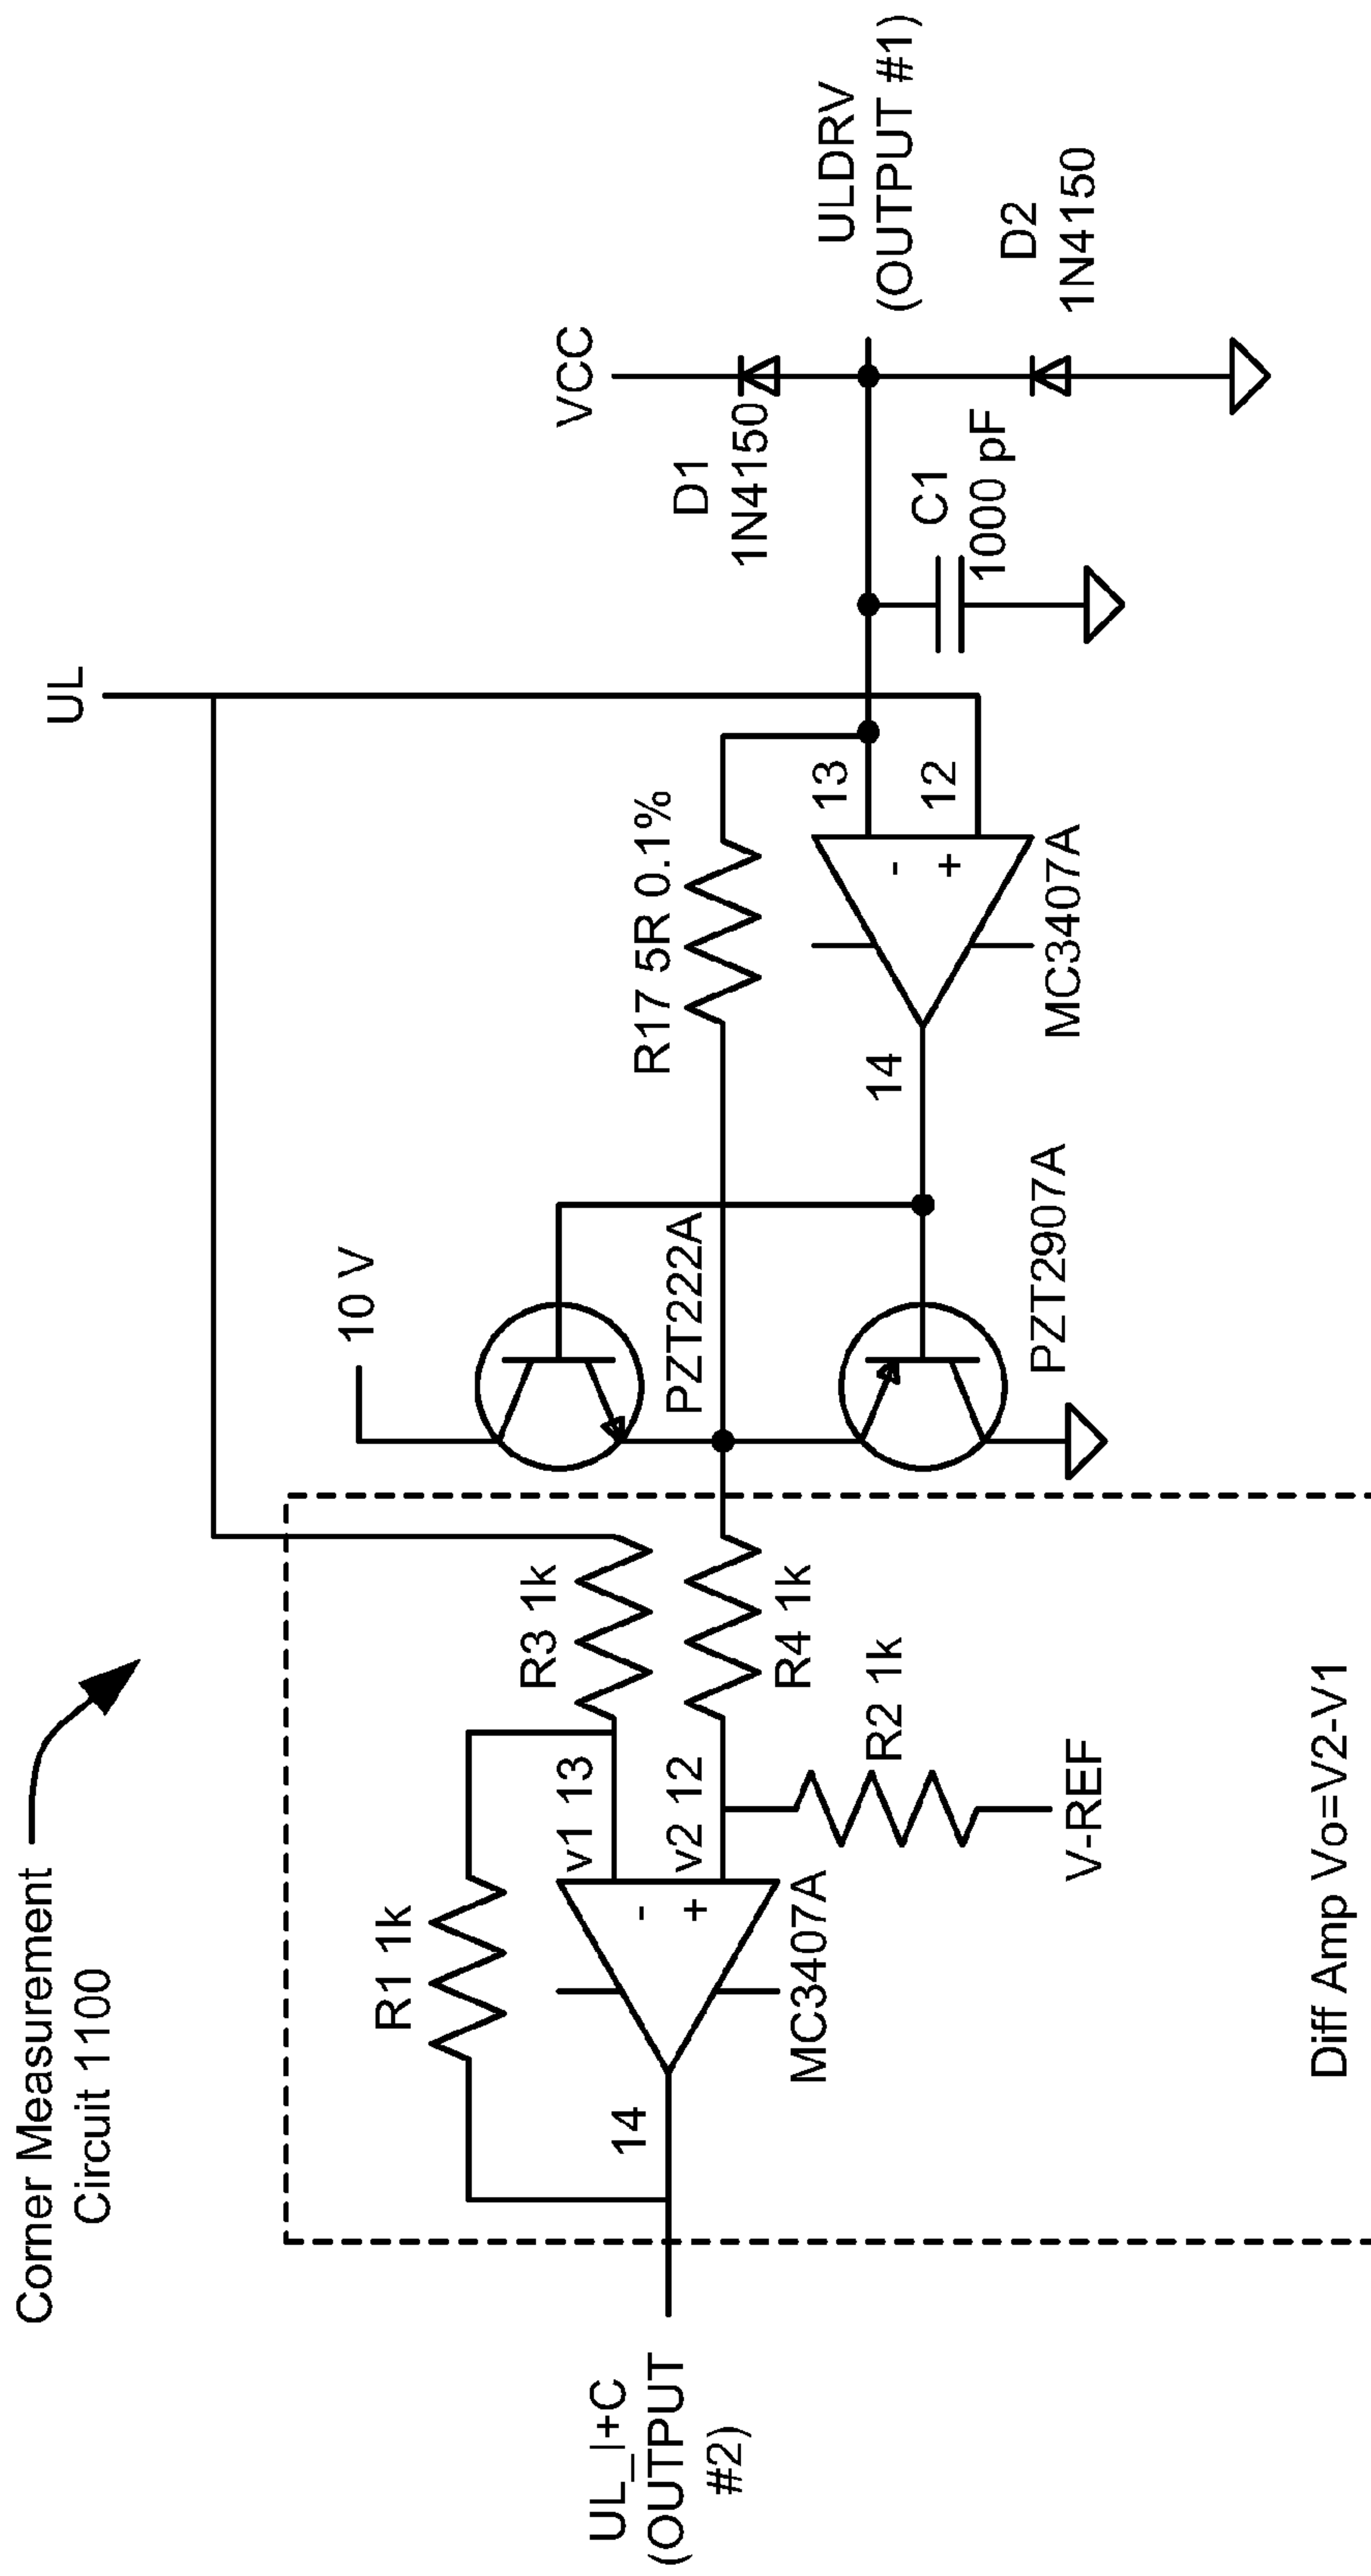 Corner Measurement
Circuit 1100
UL
10 V
VCC
R1 1k
R3 1k
R17 5R 0.1%
D1
1N4150
v1 13
v2 12
-
+
14
MC3407A
R4 1k
R2 1k
V-REF
PZT222A
PZT2907A
14
13
12
-
+
MC3407A
C1
1000 pF
ULDRV
(OUTPUT #1)
D2
1N4150
UL_I+C
(OUTPUT
#2)
Diff Amp Vo=V2-V1